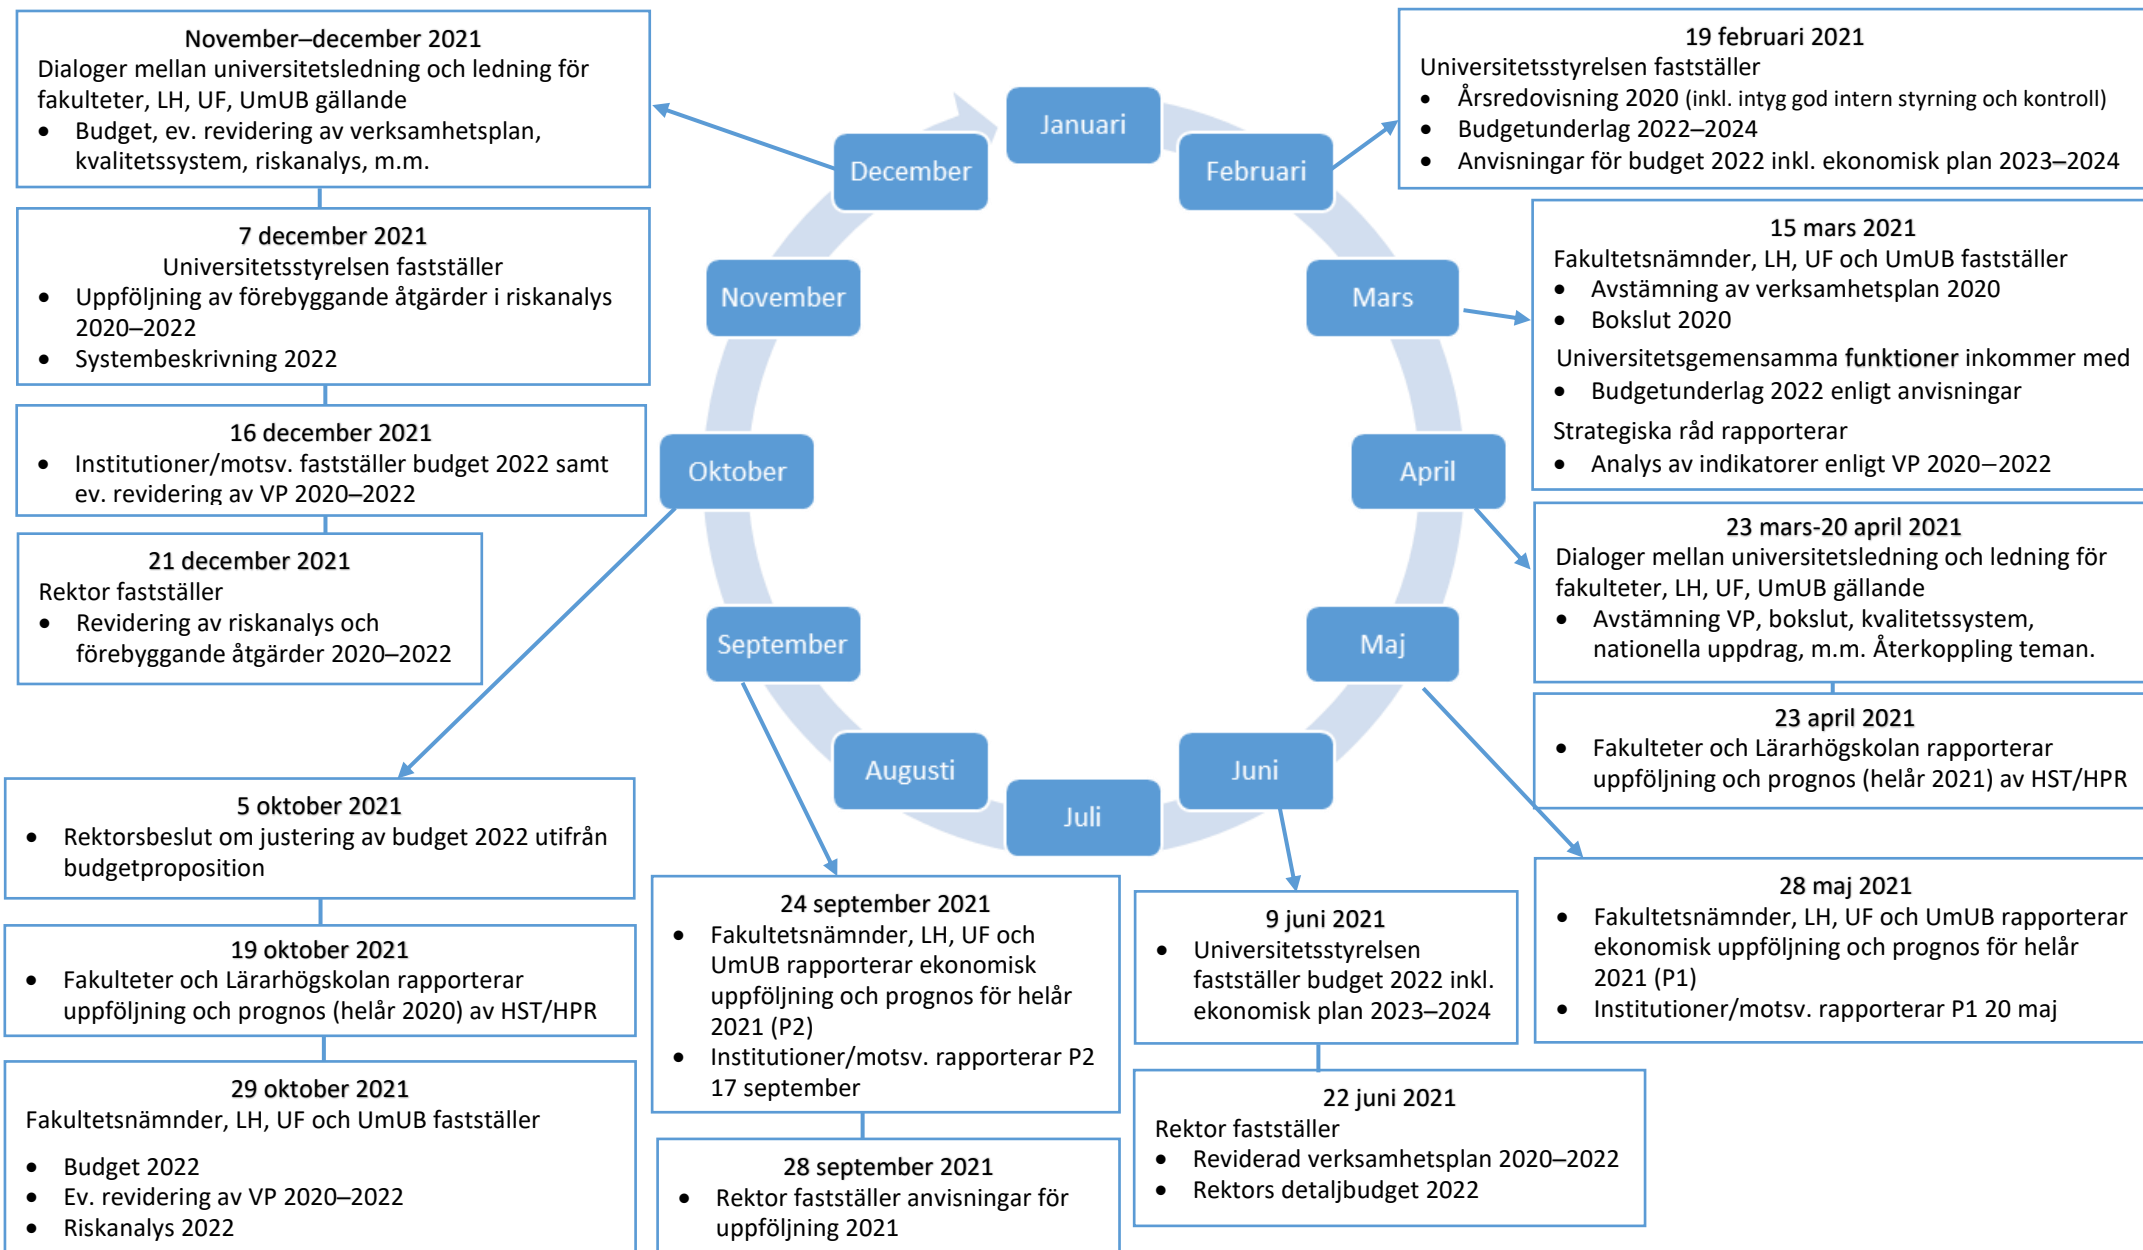 November–december 2021
Dialoger mellan universitetsledning och ledning för
fakulteter, LH, UF, UmUB gällande
• Budget, ev. revidering av verksamhetsplan,
kvalitetssystem, riskanalys, m.m.
7 december 2021
Universitetsstyrelsen fastställer
• Uppföljning av förebyggande åtgärder i riskanalys
2020–2022
• Systembeskrivning 2022
16 december 2021
• Institutioner/motsv. fastställer budget 2022 samt
ev. revidering av VP 2020–2022
21 december 2021
Rektor fastställer
• Revidering av riskanalys och
förebyggande åtgärder 2020–2022
Januari
Februari
Mars
April
Maj
Juni
Juli
Augusti
September
Oktober
November
December
19 februari 2021
Universitetsstyrelsen fastställer
• Årsredovisning 2020 (inkl. intyg god intern styrning och kontroll)
• Budgetunderlag 2022–2024
• Anvisningar för budget 2022 inkl. ekonomisk plan 2023–2024
15 mars 2021
Fakultetsnämnder, LH, UF och UmUB fastställer
• Avstämning av verksamhetsplan 2020
• Bokslut 2020
Universitetsgemensamma funktioner inkommer med
• Budgetunderlag 2022 enligt anvisningar
Strategiska råd rapporterar
• Analys av indikatorer enligt VP 2020–2022
23 mars-20 april 2021
Dialoger mellan universitetsledning och ledning för
fakulteter, LH, UF, UmUB gällande
• Avstämning VP, bokslut, kvalitetssystem,
nationella uppdrag, m.m. Återkoppling teman.
23 april 2021
• Fakulteter och Lärarhögskolan rapporterar
uppföljning och prognos (helår 2021) av HST/HPR
28 maj 2021
• Fakultetsnämnder, LH, UF och UmUB rapporterar
ekonomisk uppföljning och prognos för helår
2021 (P1)
• Institutioner/motsv. rapporterar P1 20 maj
9 juni 2021
• Universitetsstyrelsen
fastställer budget 2022 inkl.
ekonomisk plan 2023–2024
22 juni 2021
Rektor fastställer
• Reviderad verksamhetsplan 2020–2022
• Rektors detaljbudget 2022
24 september 2021
• Fakultetsnämnder, LH, UF och
UmUB rapporterar ekonomisk
uppföljning och prognos för helår
2021 (P2)
• Institutioner/motsv. rapporterar P2
17 september
28 september 2021
• Rektor fastställer anvisningar för
uppföljning 2021
5 oktober 2021
• Rektorsbeslut om justering av budget 2022 utifrån
budgetproposition
19 oktober 2021
• Fakulteter och Lärarhögskolan rapporterar
uppföljning och prognos (helår 2020) av HST/HPR
29 oktober 2021
Fakultetsnämnder, LH, UF och UmUB fastställer
• Budget 2022
• Ev. revidering av VP 2020–2022
• Riskanalys 2022